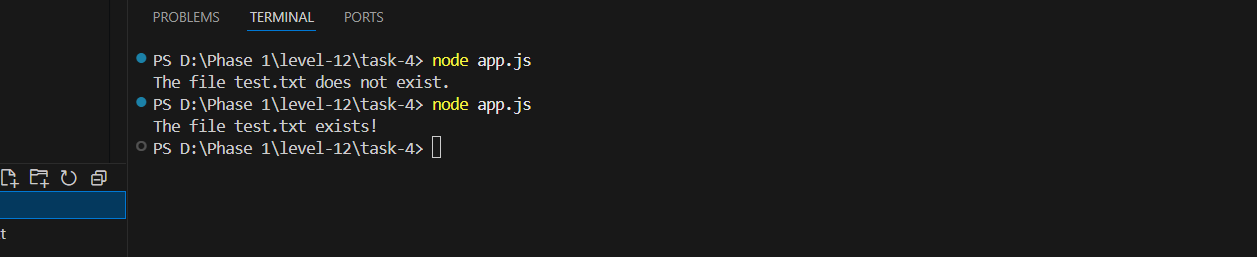 PROBLEMS TERMINAL PORTS
PS D:\Phase 1\level-12\task-4> node app.js
The file test.txt does not exist.
PS D:\Phase 1\level-12\task-4> node app.js
The file test.txt exists!
PS D:\Phase 1\level-12\task-4>
t